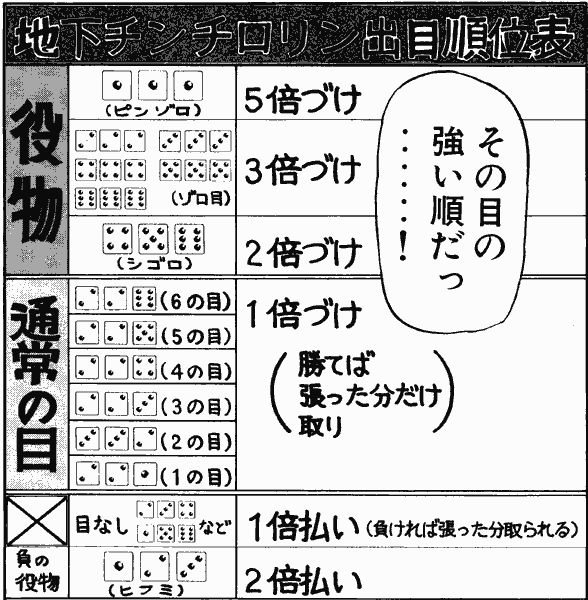 地下チンチロリン出目順位表
役物
(ピンゾロ)
5倍づけ
(ゾロ目)
3倍づけ
(シゴロ)
2倍づけ
その目の
強い順だっ
………!
通常の目
(6の目)
(5の目)
(4の目)
(3の目)
(2の目)
(1の目)
1倍づけ
(勝てば
張った分だけ
取り)
目なし など
1倍払い(負ければ張った分取られる)
負の
役物
(ヒフミ)
2倍払い